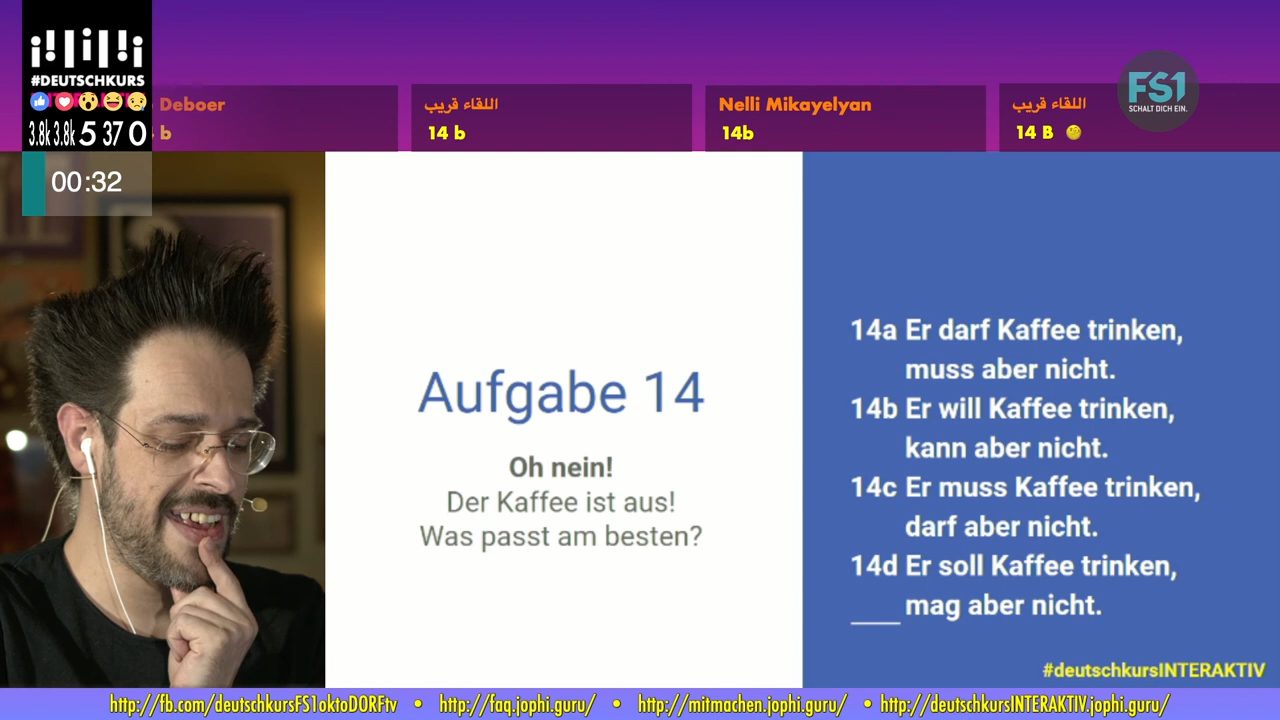 #DEUTSCHKURS
3.8k 3.8k 5 37 0
00:32
Deboer
b
اللقاء قريب
14 b
Nelli Mikayelyan
14b
اللقاء قريب
14 B
FS1
SCHALT DICH EIN.
Aufgabe 14
Oh nein!
Der Kaffee ist aus!
Was passt am besten?
14a Er darf Kaffee trinken,
muss aber nicht.
14b Er will Kaffee trinken,
kann aber nicht.
14c Er muss Kaffee trinken,
darf aber nicht.
14d Er soll Kaffee trinken,
mag aber nicht.
#deutschkursINTERAKTIV
http://fb.com/deutschkursFS1oktoDORFtv • http://faq.jophi.guru/ • http://mitmachen.jophi.guru/ • http://deutschkursINTERAKTIV.jophi.guru/